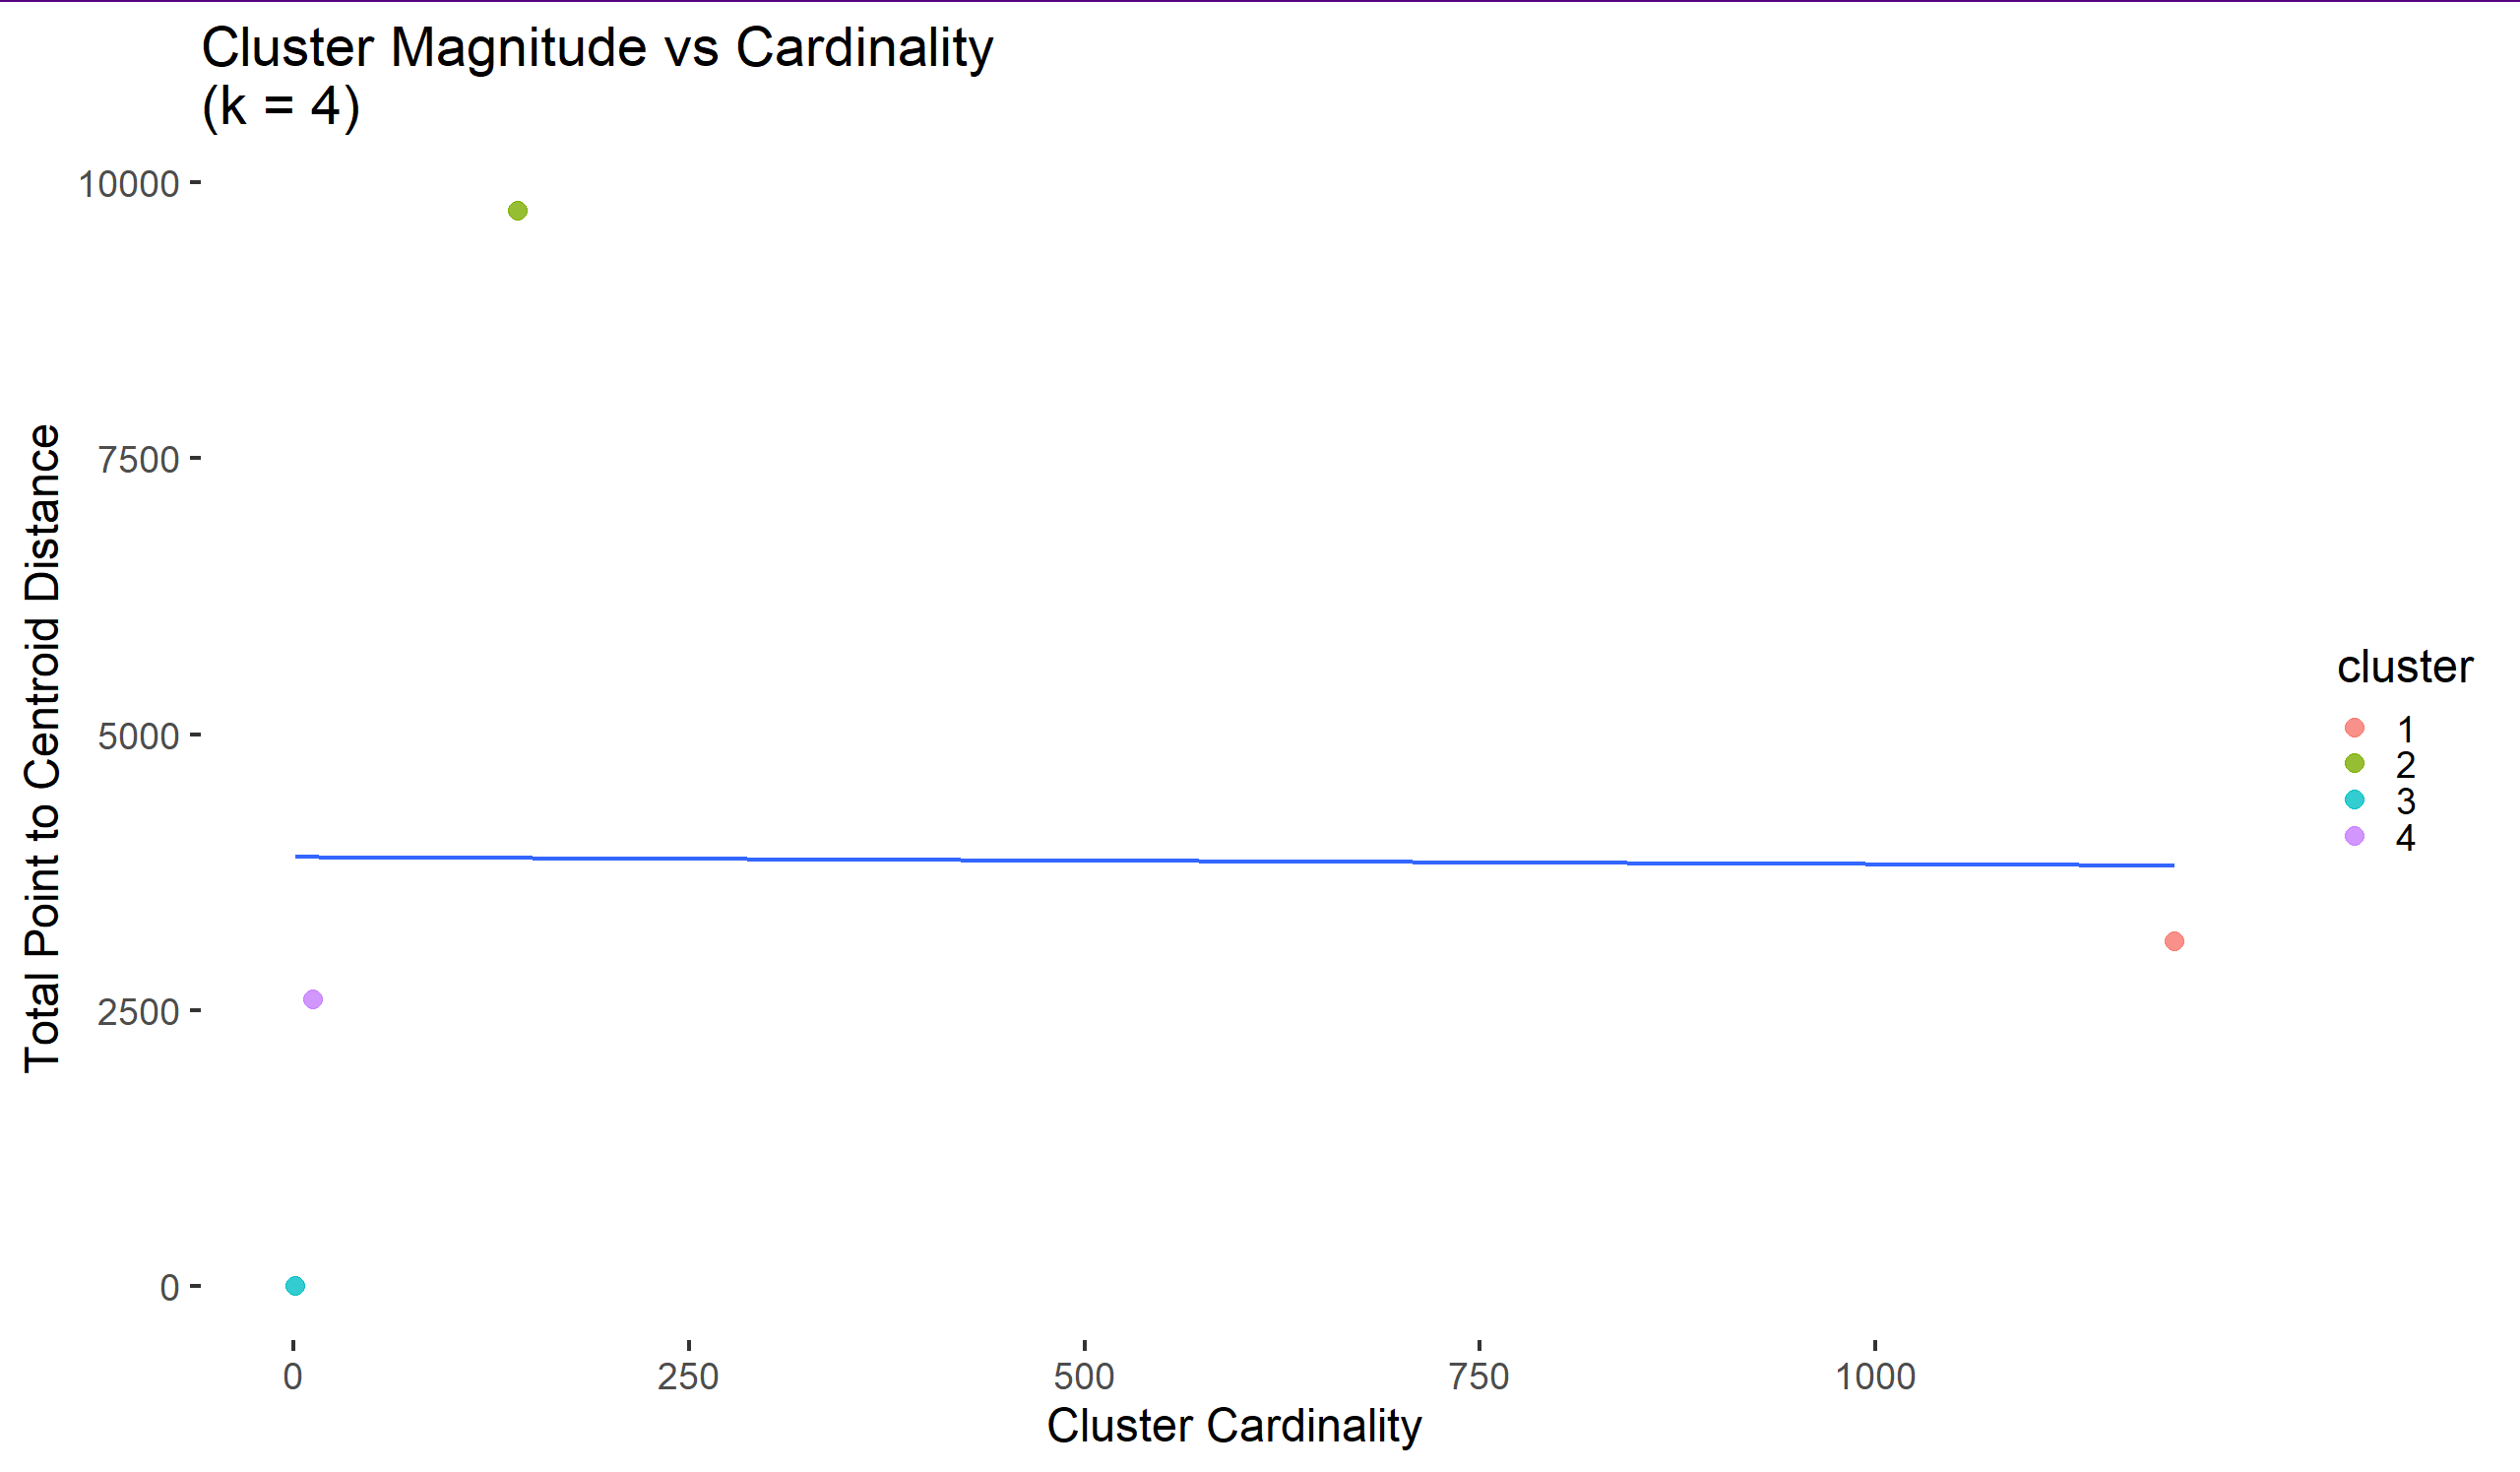 Cluster Magnitude vs Cardinality
(k = 4)
10000
7500
5000
2500
0
Total Point to Centroid Distance
0
250
500
750
1000
Cluster Cardinality
cluster
1
2
3
4